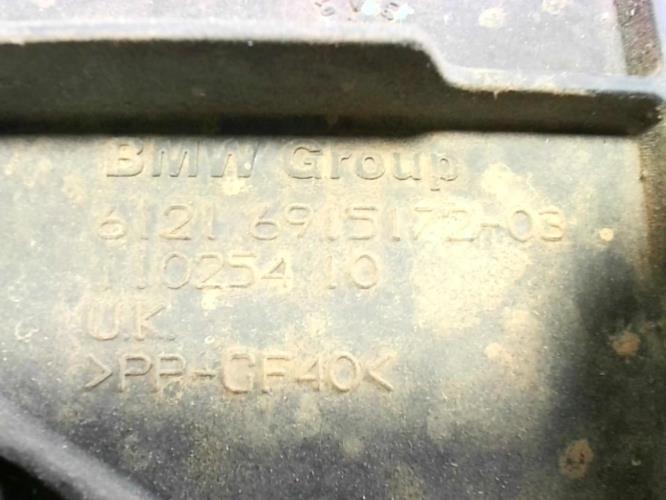 BMW Group
6121 6915172-03
110254 10
U.K.
>PP-GF40<